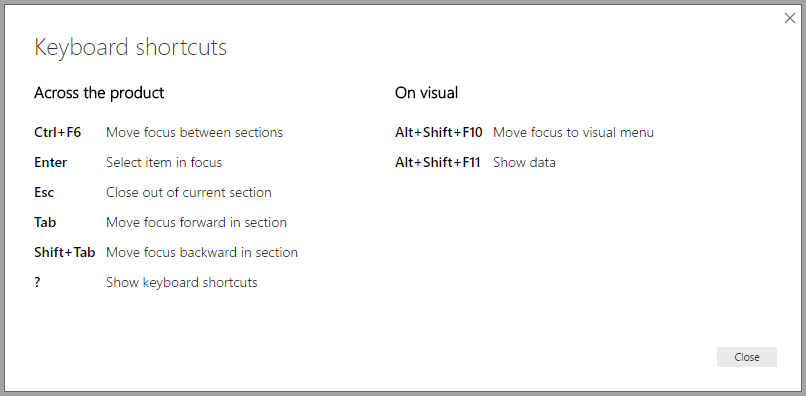 Keyboard shortcuts
Across the product
Ctrl+F6 Move focus between sections
Enter Select item in focus
Esc Close out of current section
Tab Move focus forward in section
Shift+Tab Move focus backward in section
? Show keyboard shortcuts
On visual
Alt+Shift+F10 Move focus to visual menu
Alt+Shift+F11 Show data
Close